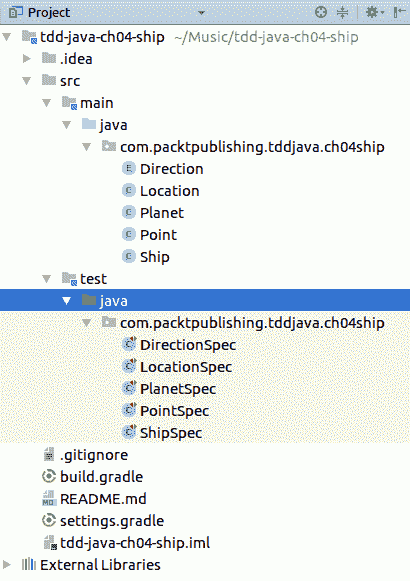 Project
tdd-java-ch04-ship ~/Music/tdd-java-ch04-ship
.idea
src
main
java
com.packtpublishing.tddjava.ch04ship
E Direction
C Location
C Planet
C Point
C Ship
test
java
com.packtpublishing.tddjava.ch04ship
C DirectionSpec
C LocationSpec
C PlanetSpec
C PointSpec
C ShipSpec
.gitignore
build.gradle
MD README.md
settings.gradle
tdd-java-ch04-ship.iml
External Libraries